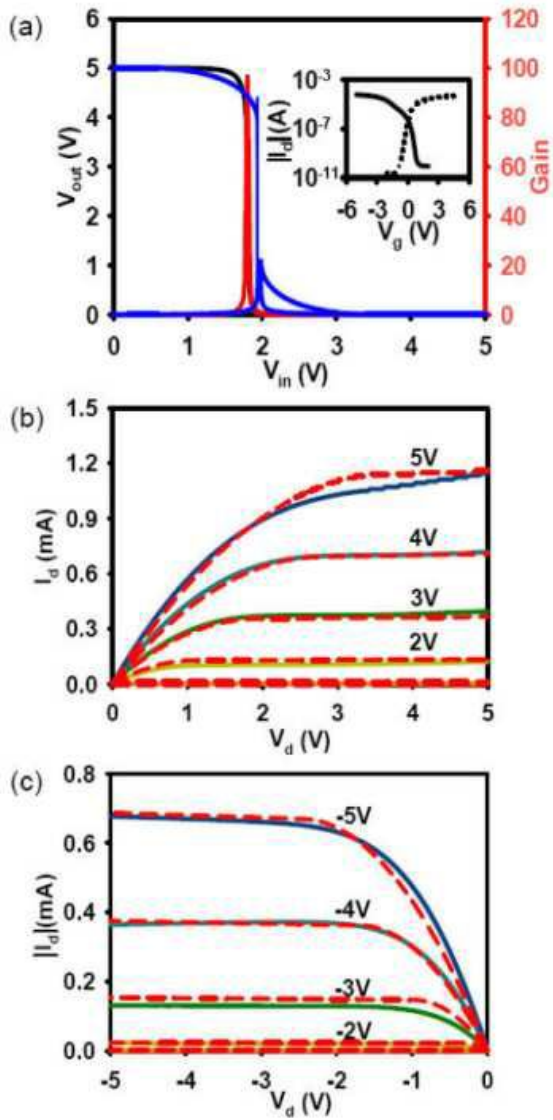 (a)
6
5
4
3
2
1
0
V_out (V)
120
100
80
60
40
20
0
Gain
10^-3
10^-7
10^-11
|I_d|(A)
-6 -3 0 3 6
V_g (V)
0 1 2 3 4 5
V_in (V)
(b)
1.5
1.2
0.9
0.6
0.3
0.0
I_d (mA)
5V
4V
3V
2V
0 1 2 3 4 5
V_d (V)
(c)
0.8
0.6
0.4
0.2
0.0
|I_d|(mA)
-5V
-4V
-3V
-2V
-5 -4 -3 -2 -1 0
V_d (V)